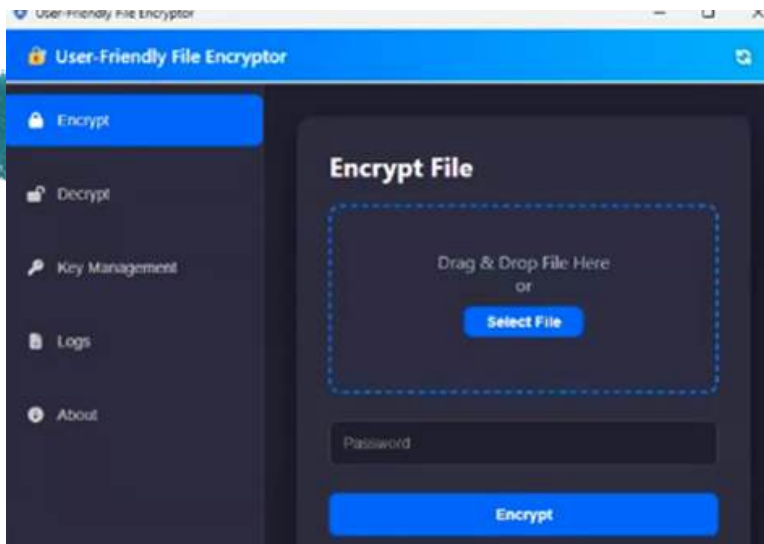 User-Friendly File Encryptor
User-Friendly File Encryptor
Encrypt
Decrypt
Key Management
Logs
About
Encrypt File
Drag & Drop File Here
or
Select File
Password
Encrypt